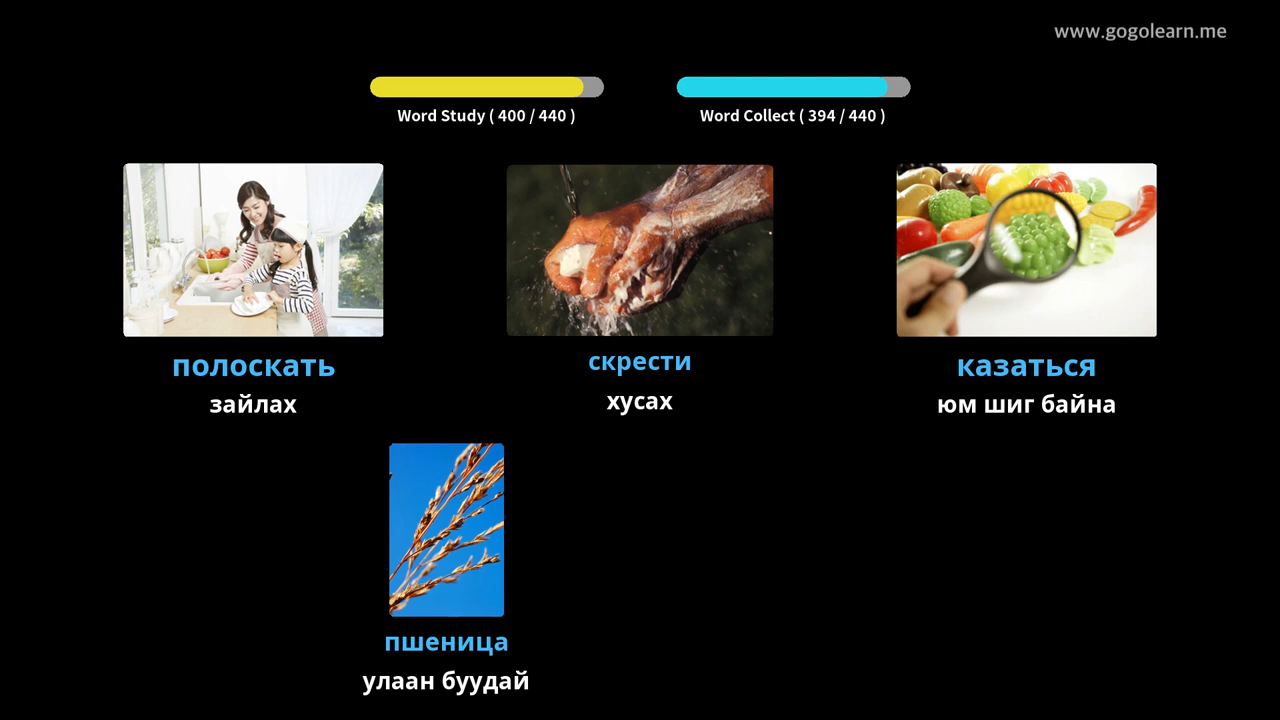 www.gogolearn.me
Word Study ( 400 / 440 )
Word Collect ( 394 / 440 )
полоскать
зайлах
скрести
хусах
казаться
юм шиг байна
пшеница
улаан буудай